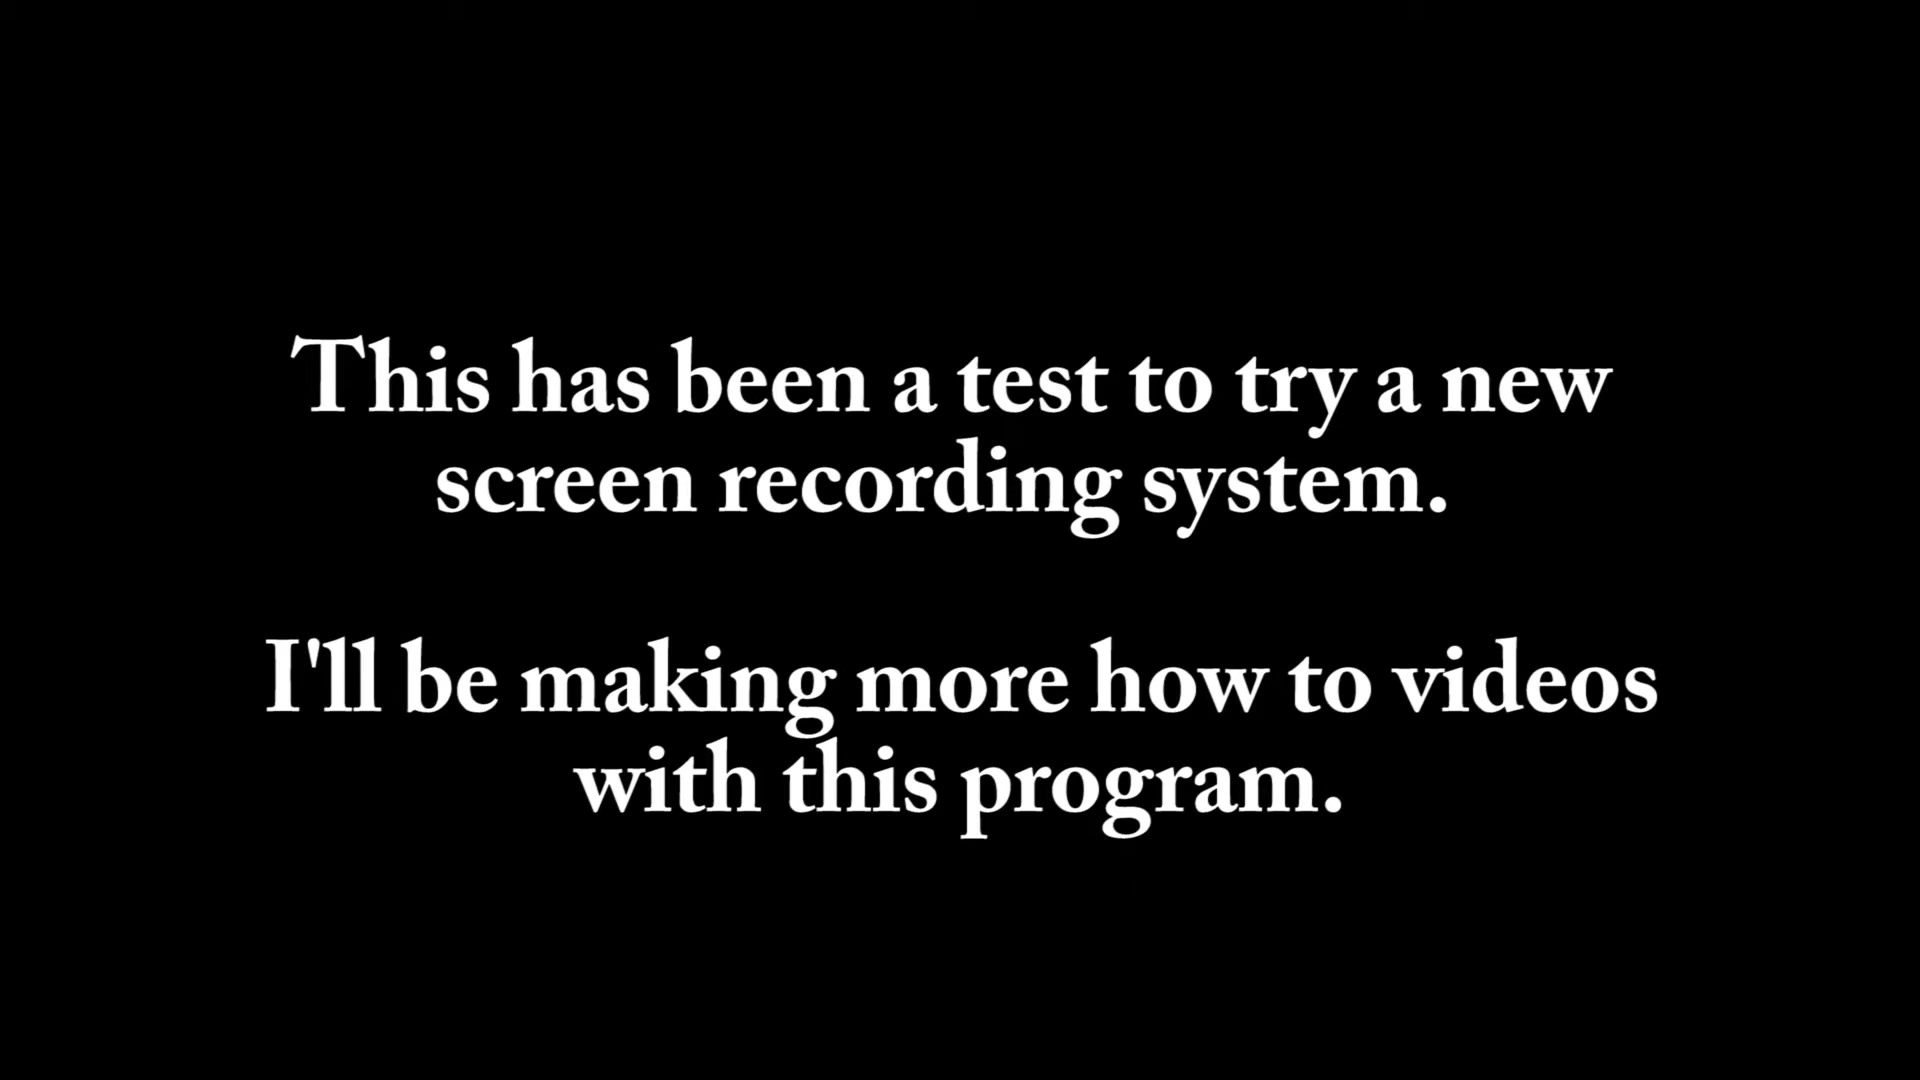 This has been a test to try a new
screen recording system.
I'll be making more how to videos
with this program.